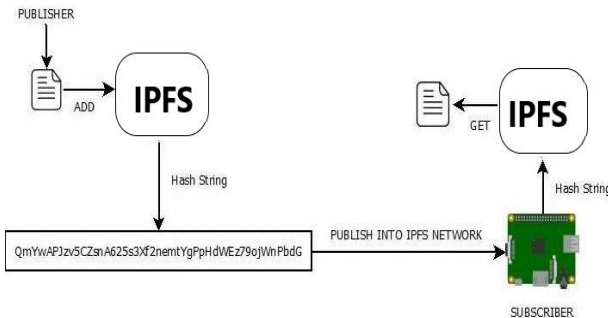 PUBLISHER
ADD
IPFS
GET
IPFS
Hash String
Hash String
QmYwAPJzv5CZsnA625s3Xf2nemtYgPpHdWEz79ojWnPbdG
PUBLISH INTO IPFS NETWORK
SUBSCRIBER